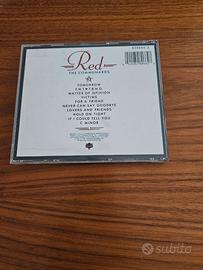 Red
THE COMMUNARDS
TOMORROW
T.M.T.♥.T.B.M.G.
MATTER OF OPINION
VICTIMS
FOR A FRIEND
NEVER CAN SAY GOODBYE
LOVERS AND FRIENDS
HOLD ON TIGHT
IF I COULD TELL YOU
C MINOR
subito